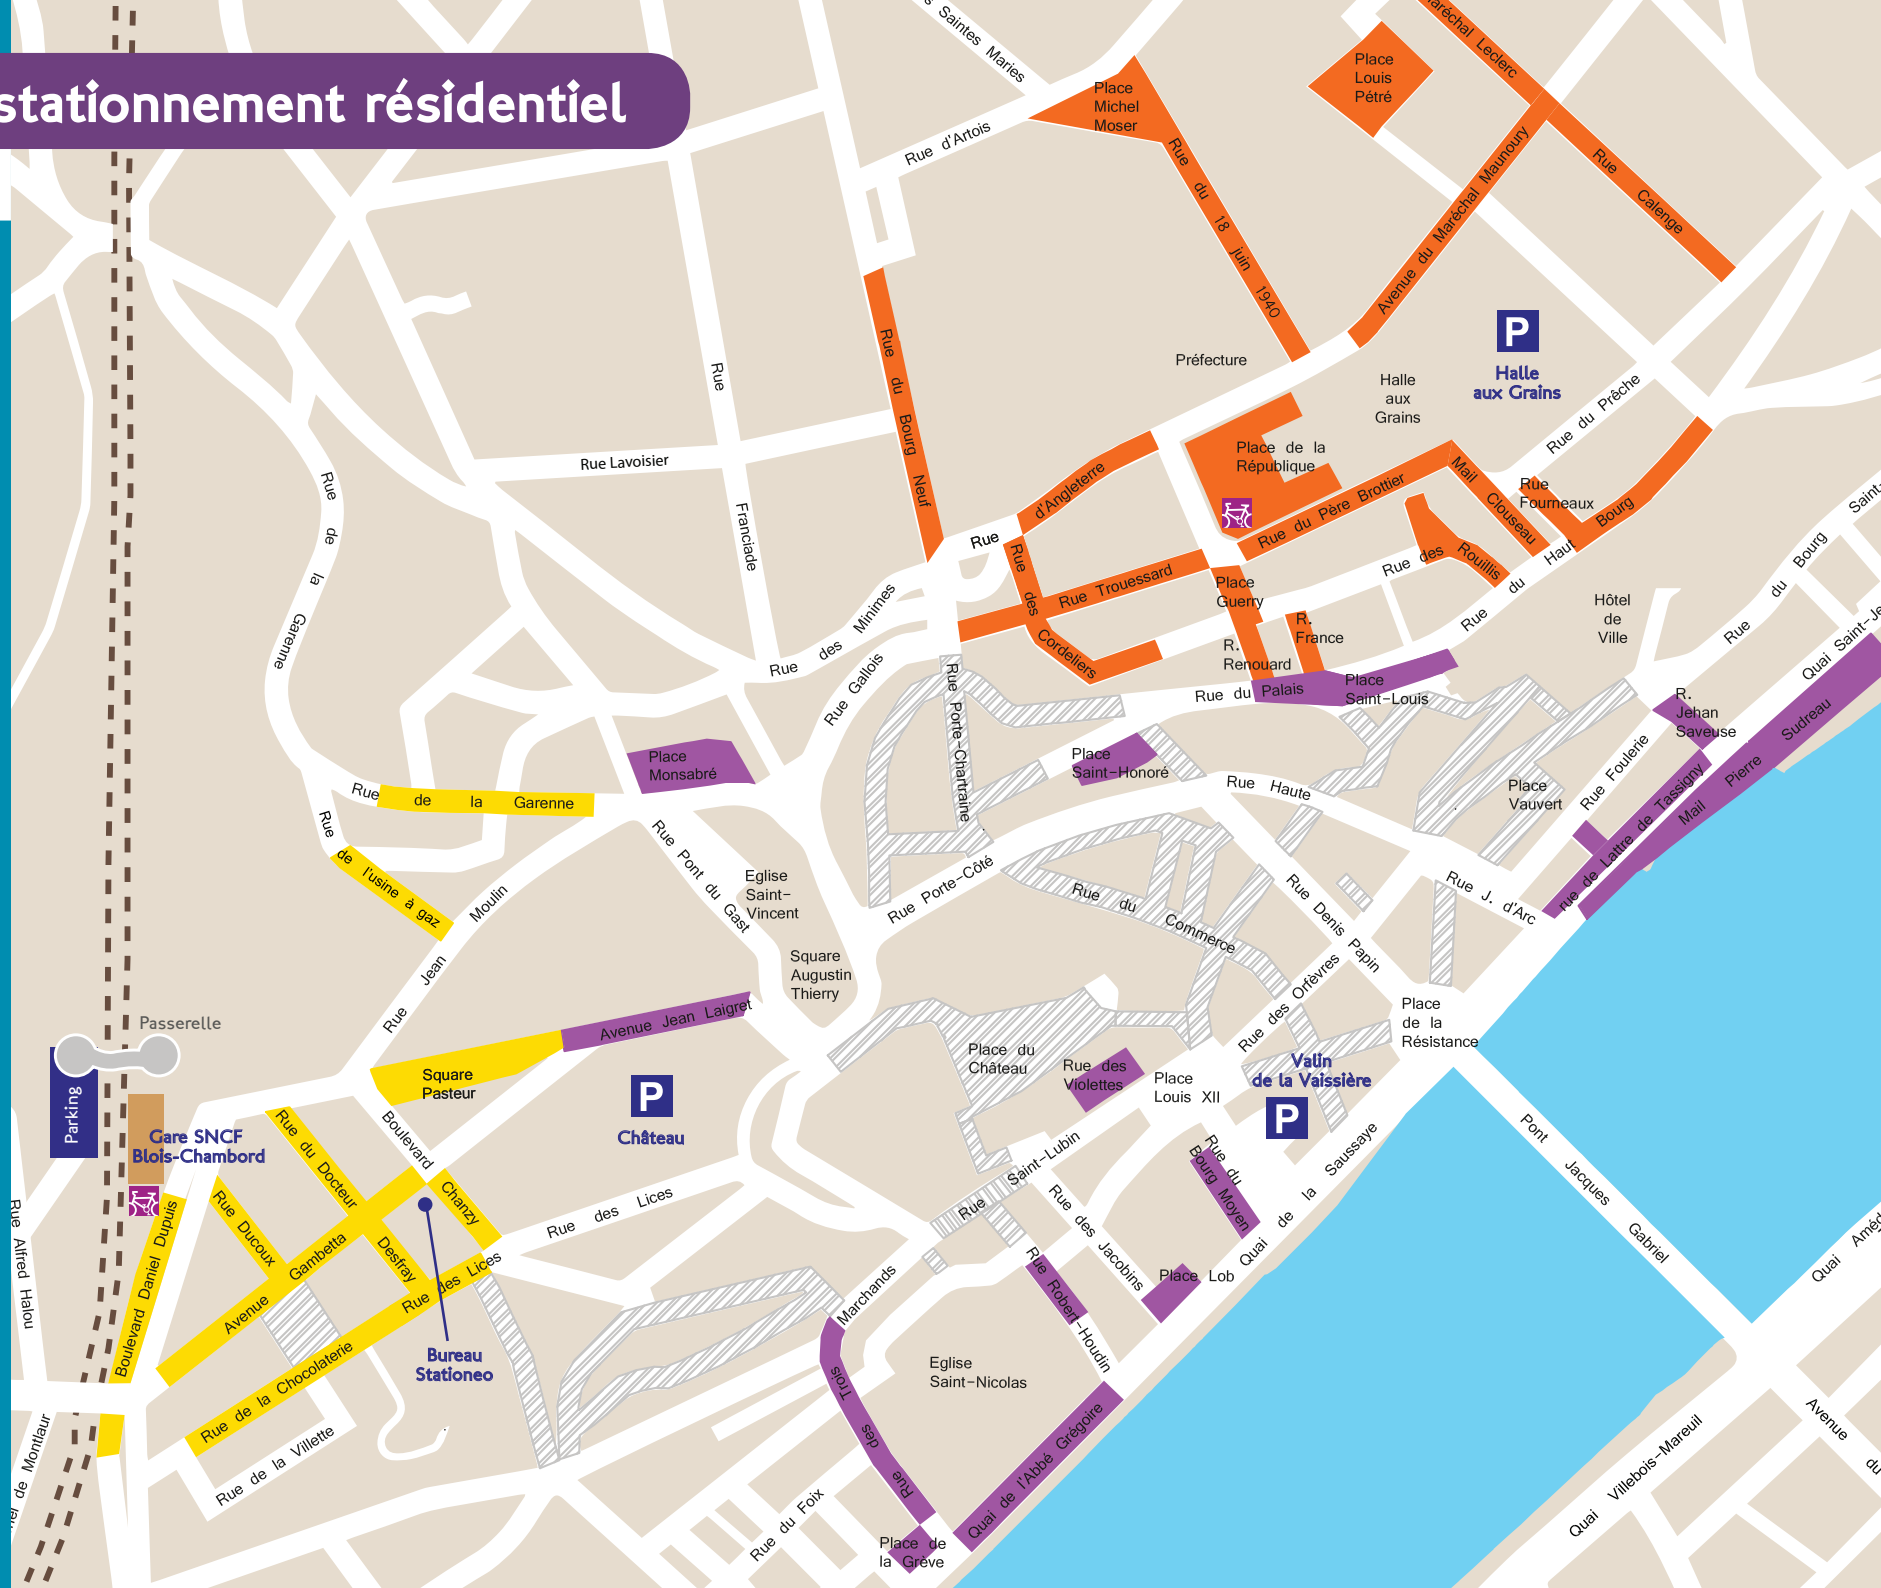 stationnement résidentiel
Saintes Maries
Rue d'Artois
Place
Michel
Moser
Place
Louis
Pétré
Maréchal Leclerc
Rue Calenge
Rue du 18 juin 1940
Avenue du Maréchal Maunoury
Préfecture
Halle
aux
Grains
P
Halle
aux Grains
Rue du Prêche
Rue
Franciade
Rue du Bourg Neuf
Rue Lavoisier
Rue de la Garenne
Rue
d'Angleterre
Place de la
République
Rue du Père Brottier
Mail Clouseau
Rue
Fourneaux
Rue du Haut Bourg
Rue des Rouillis
Rue Trouessard
Rue des Cordeliers
Place
Guerry
R.
France
R.
Renouard
Hôtel
de
Ville
Rue du Bourg Saint-
Quai Saint-Je
Rue des Minimes
Rue Gallois
Rue Porte-Chartraine
Rue du Palais
Place
Saint-Louis
R.
Jehan
Saveuse
Mail Pierre Sudreau
rue de Lattre de Tassigny
Rue Foulerie
Place
Vauvert
Place
Monsabré
Place
Saint-Honoré
Rue Haute
Rue de la Garenne
Rue de l'usine à gaz
Rue Jean Moulin
Rue Pont du Gast
Eglise
Saint-
Vincent
Square
Augustin
Thierry
Rue Porte-Côté
Rue du Commerce
Rue Denis Papin
Rue J. d'Arc
Rue des Orfèvres
Place
de la
Résistance
Passerelle
Parking
Avenue Jean Laigret
Square
Pasteur
P
Château
Place du
Château
Rue des
Violettes
Place
Louis XII
Valin
de la Vaissière
P
Gare SNCF
Blois-Chambord
Boulevard Chanzy
Rue du Docteur Desfray
Rue Ducoux
Boulevard Daniel Dupuis
Avenue Gambetta
Rue des Lices
Rue des Lices
Rue de la Chocolaterie
Rue de la Villette
Bureau
Stationeo
Rue Alfred Halou
de Montlaur
Rue Saint-Lubin
Rue des Jacobins
Rue du
Bourg Moyen
Quai de la Saussaye
Place Lob
Rue Robert-Houdin
Marchands
Rue des Trois
Eglise
Saint-Nicolas
Quai de l'Abbé Grégoire
Rue du Foix
Place de
la Grève
Pont Jacques Gabriel
Quai Améd
Quai Villebois-Mareuil
Avenue du